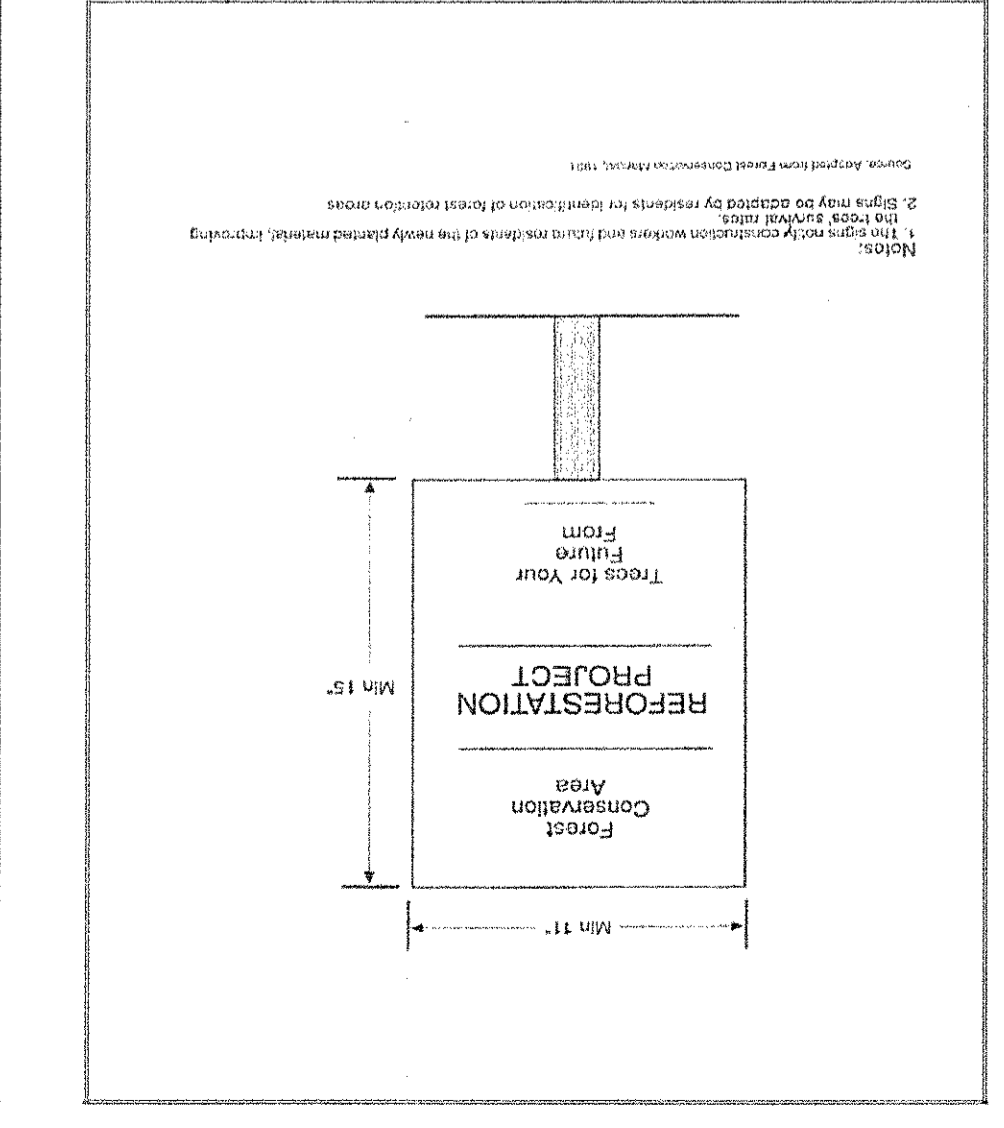 Min 11"
Forest
Conservation
Area
REFORESTATION
PROJECT
Min 15"
Trees for Your
Future
From
Notes:
1. The signs notify construction workers and future residents of the newly planted material, improving
the trees' survival rates.
2. Signs may be adapted by residents for identification of forest retention areas
Source: Adapted from Forest Conservation Manual, 1991